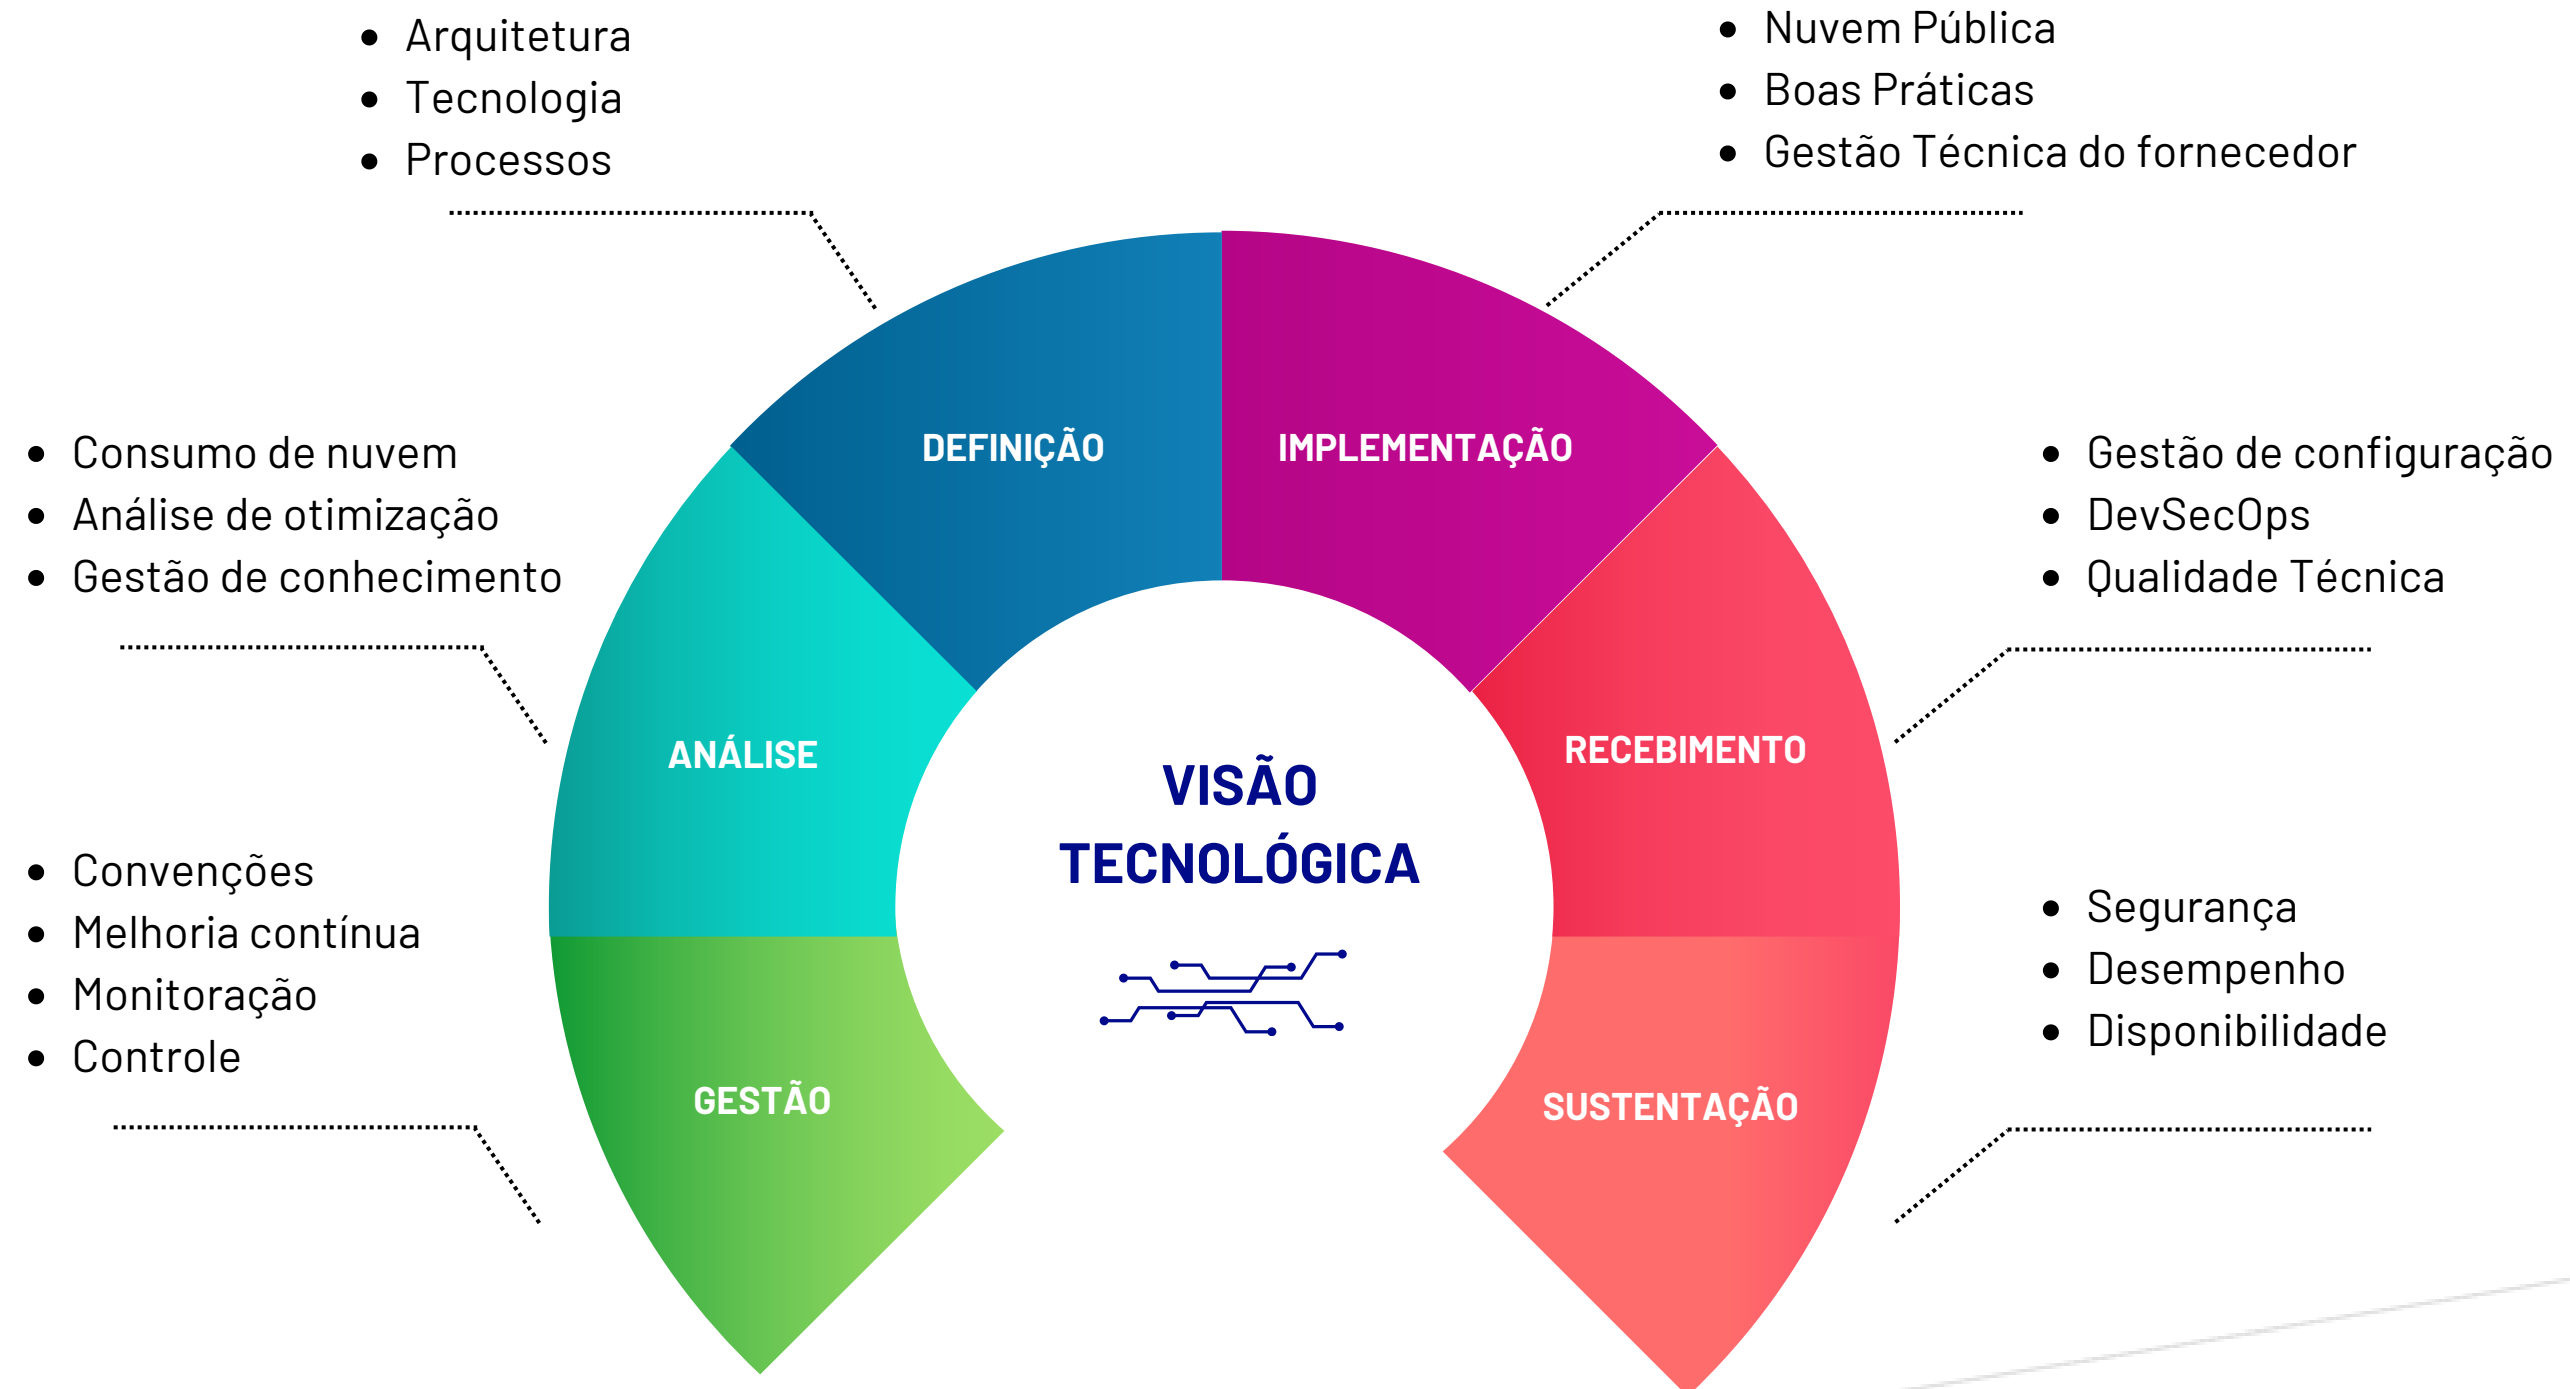 • Arquitetura
• Tecnologia
• Processos
• Nuvem Pública
• Boas Práticas
• Gestão Técnica do fornecedor
DEFINIÇÃO
IMPLEMENTAÇÃO
• Consumo de nuvem
• Análise de otimização
• Gestão de conhecimento
• Gestão de configuração
• DevSecOps
• Qualidade Técnica
ANÁLISE
RECEBIMENTO
VISÃO
TECNOLÓGICA
• Convenções
• Melhoria contínua
• Monitoração
• Controle
• Segurança
• Desempenho
• Disponibilidade
GESTÃO
SUSTENTAÇÃO